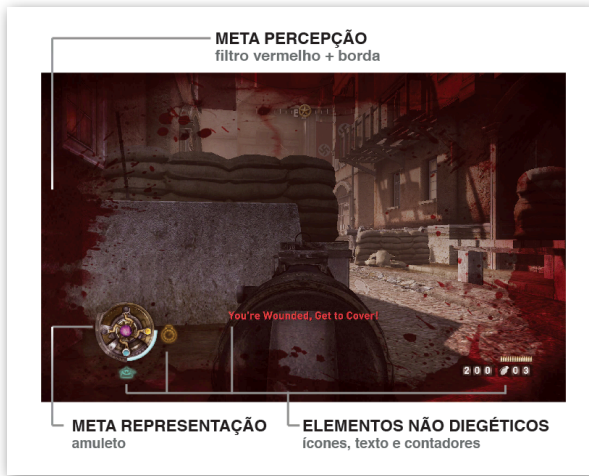 META PERCEPÇÃO
filtro vermelho + borda
You're Wounded, Get to Cover!
200 03
META REPRESENTAÇÃO
amuleto
ELEMENTOS NÃO DIEGÉTICOS
ícones, texto e contadores